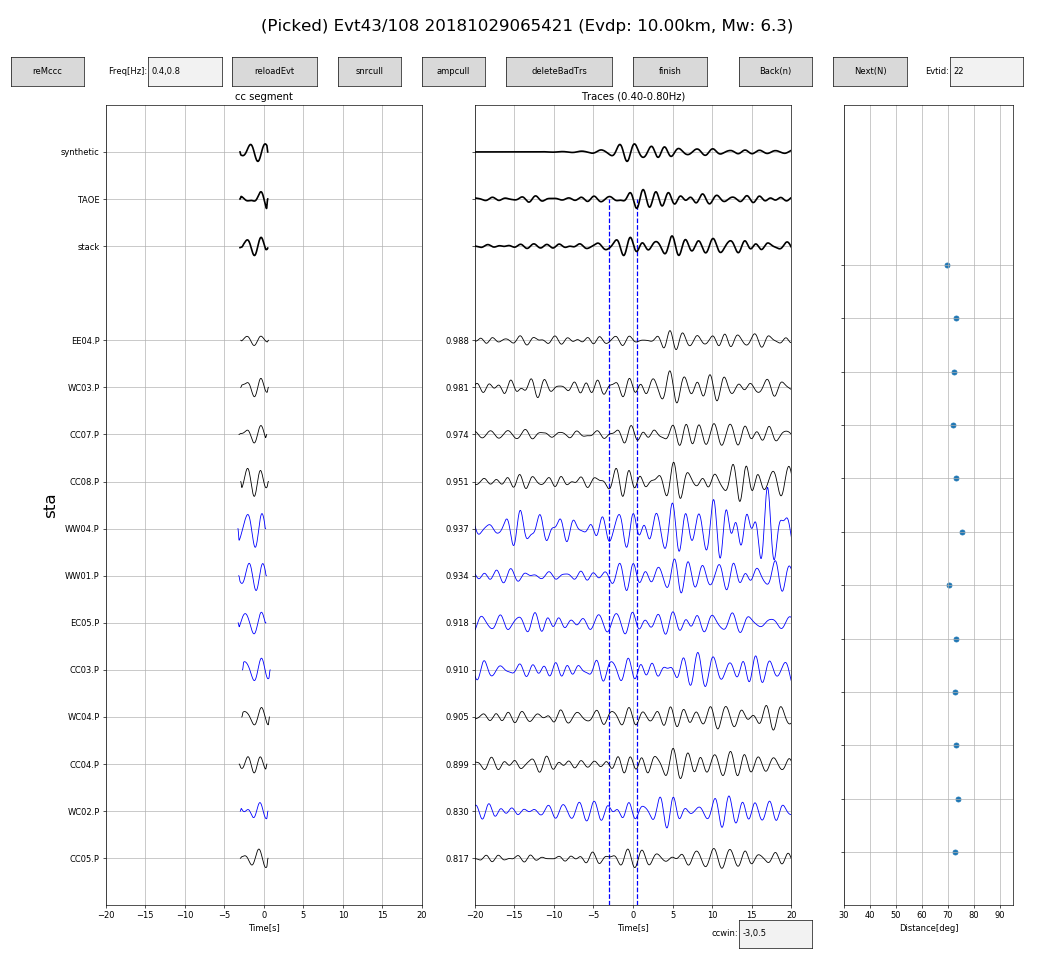 (Picked) Evt43/108 20181029065421 (Evdp: 10.00km, Mw: 6.3)
reMccc Freq[Hz]: 0.4,0.8 reloadEvt snrcull ampcull deleteBadTrs finish Back(n) Next(N) Evtid: 22
cc segment Traces (0.40-0.80Hz)
synthetic
TAOE
stack
EE04.P 0.988
WC03.P 0.981
CC07.P 0.974
CC08.P 0.951
sta
WW04.P 0.937
WW01.P 0.934
EC05.P 0.918
CC03.P 0.910
WC04.P 0.905
CC04.P 0.899
WC02.P 0.830
CC05.P 0.817
−20 −15 −10 −5 0 5 10 15 20 −20 −15 −10 −5 0 5 10 15 20 30 40 50 60 70 80 90
Time[s] Time[s] Distance[deg]
ccwin: -3,0.5